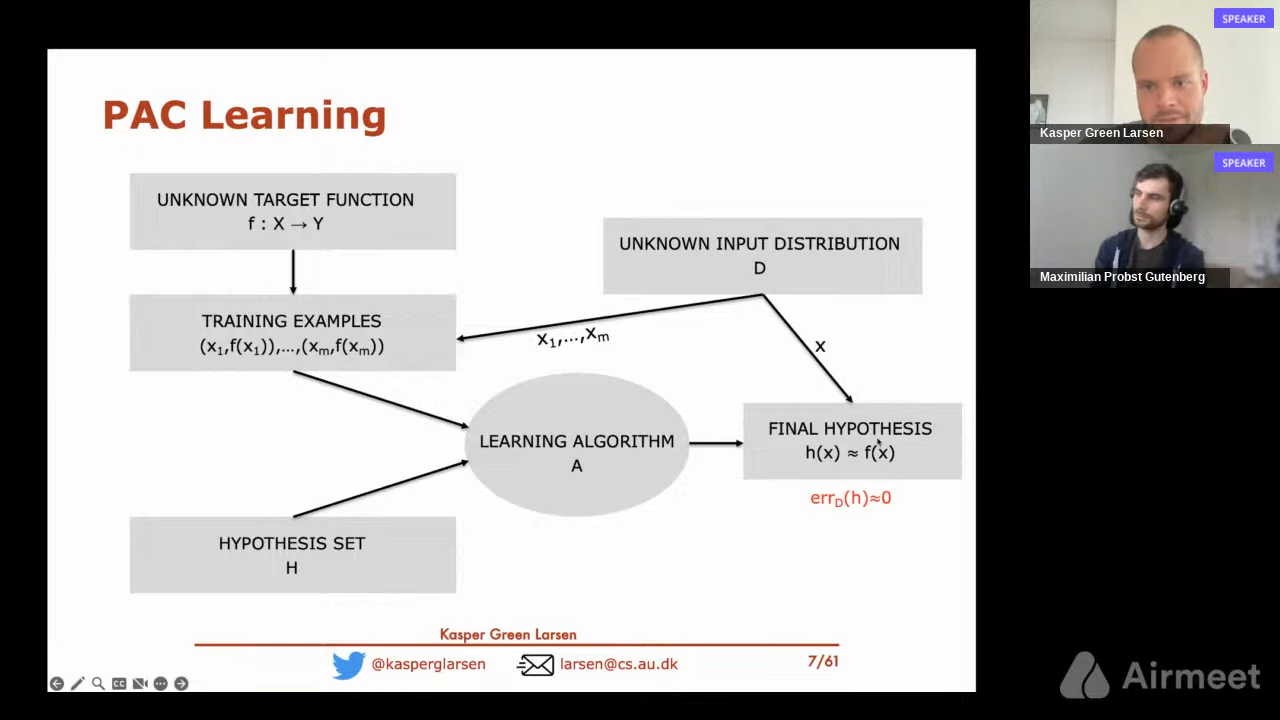 PAC Learning
UNKNOWN TARGET FUNCTION
f : X → Y
UNKNOWN INPUT DISTRIBUTION
D
TRAINING EXAMPLES
(x₁,f(x₁)),...,(xₘ,f(xₘ))
x₁,...,xₘ
x
LEARNING ALGORITHM
A
FINAL HYPOTHESIS
h(x) ≈ f(x)
err_D(h)≈0
HYPOTHESIS SET
H
Kasper Green Larsen
@kasperglarsen
larsen@cs.au.dk
7/61
CC
SPEAKER
Kasper Green Larsen
SPEAKER
Maximilian Probst Gutenberg
Airmeet